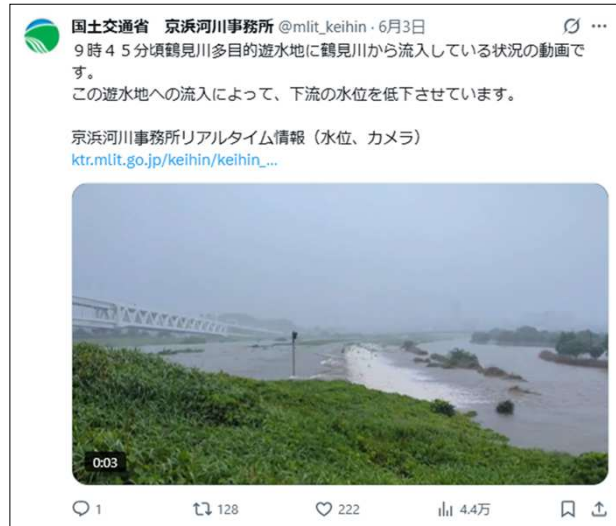 国土交通省　京浜河川事務所 @mlit_keihin · 6月3日
９時４５分頃鶴見川多目的遊水地に鶴見川から流入している状況の動画で
す。
この遊水地への流入によって、下流の水位を低下させています。
京浜河川事務所リアルタイム情報（水位、カメラ）
ktr.mlit.go.jp/keihin/keihin_...
0:03
1 128 222 4.4万